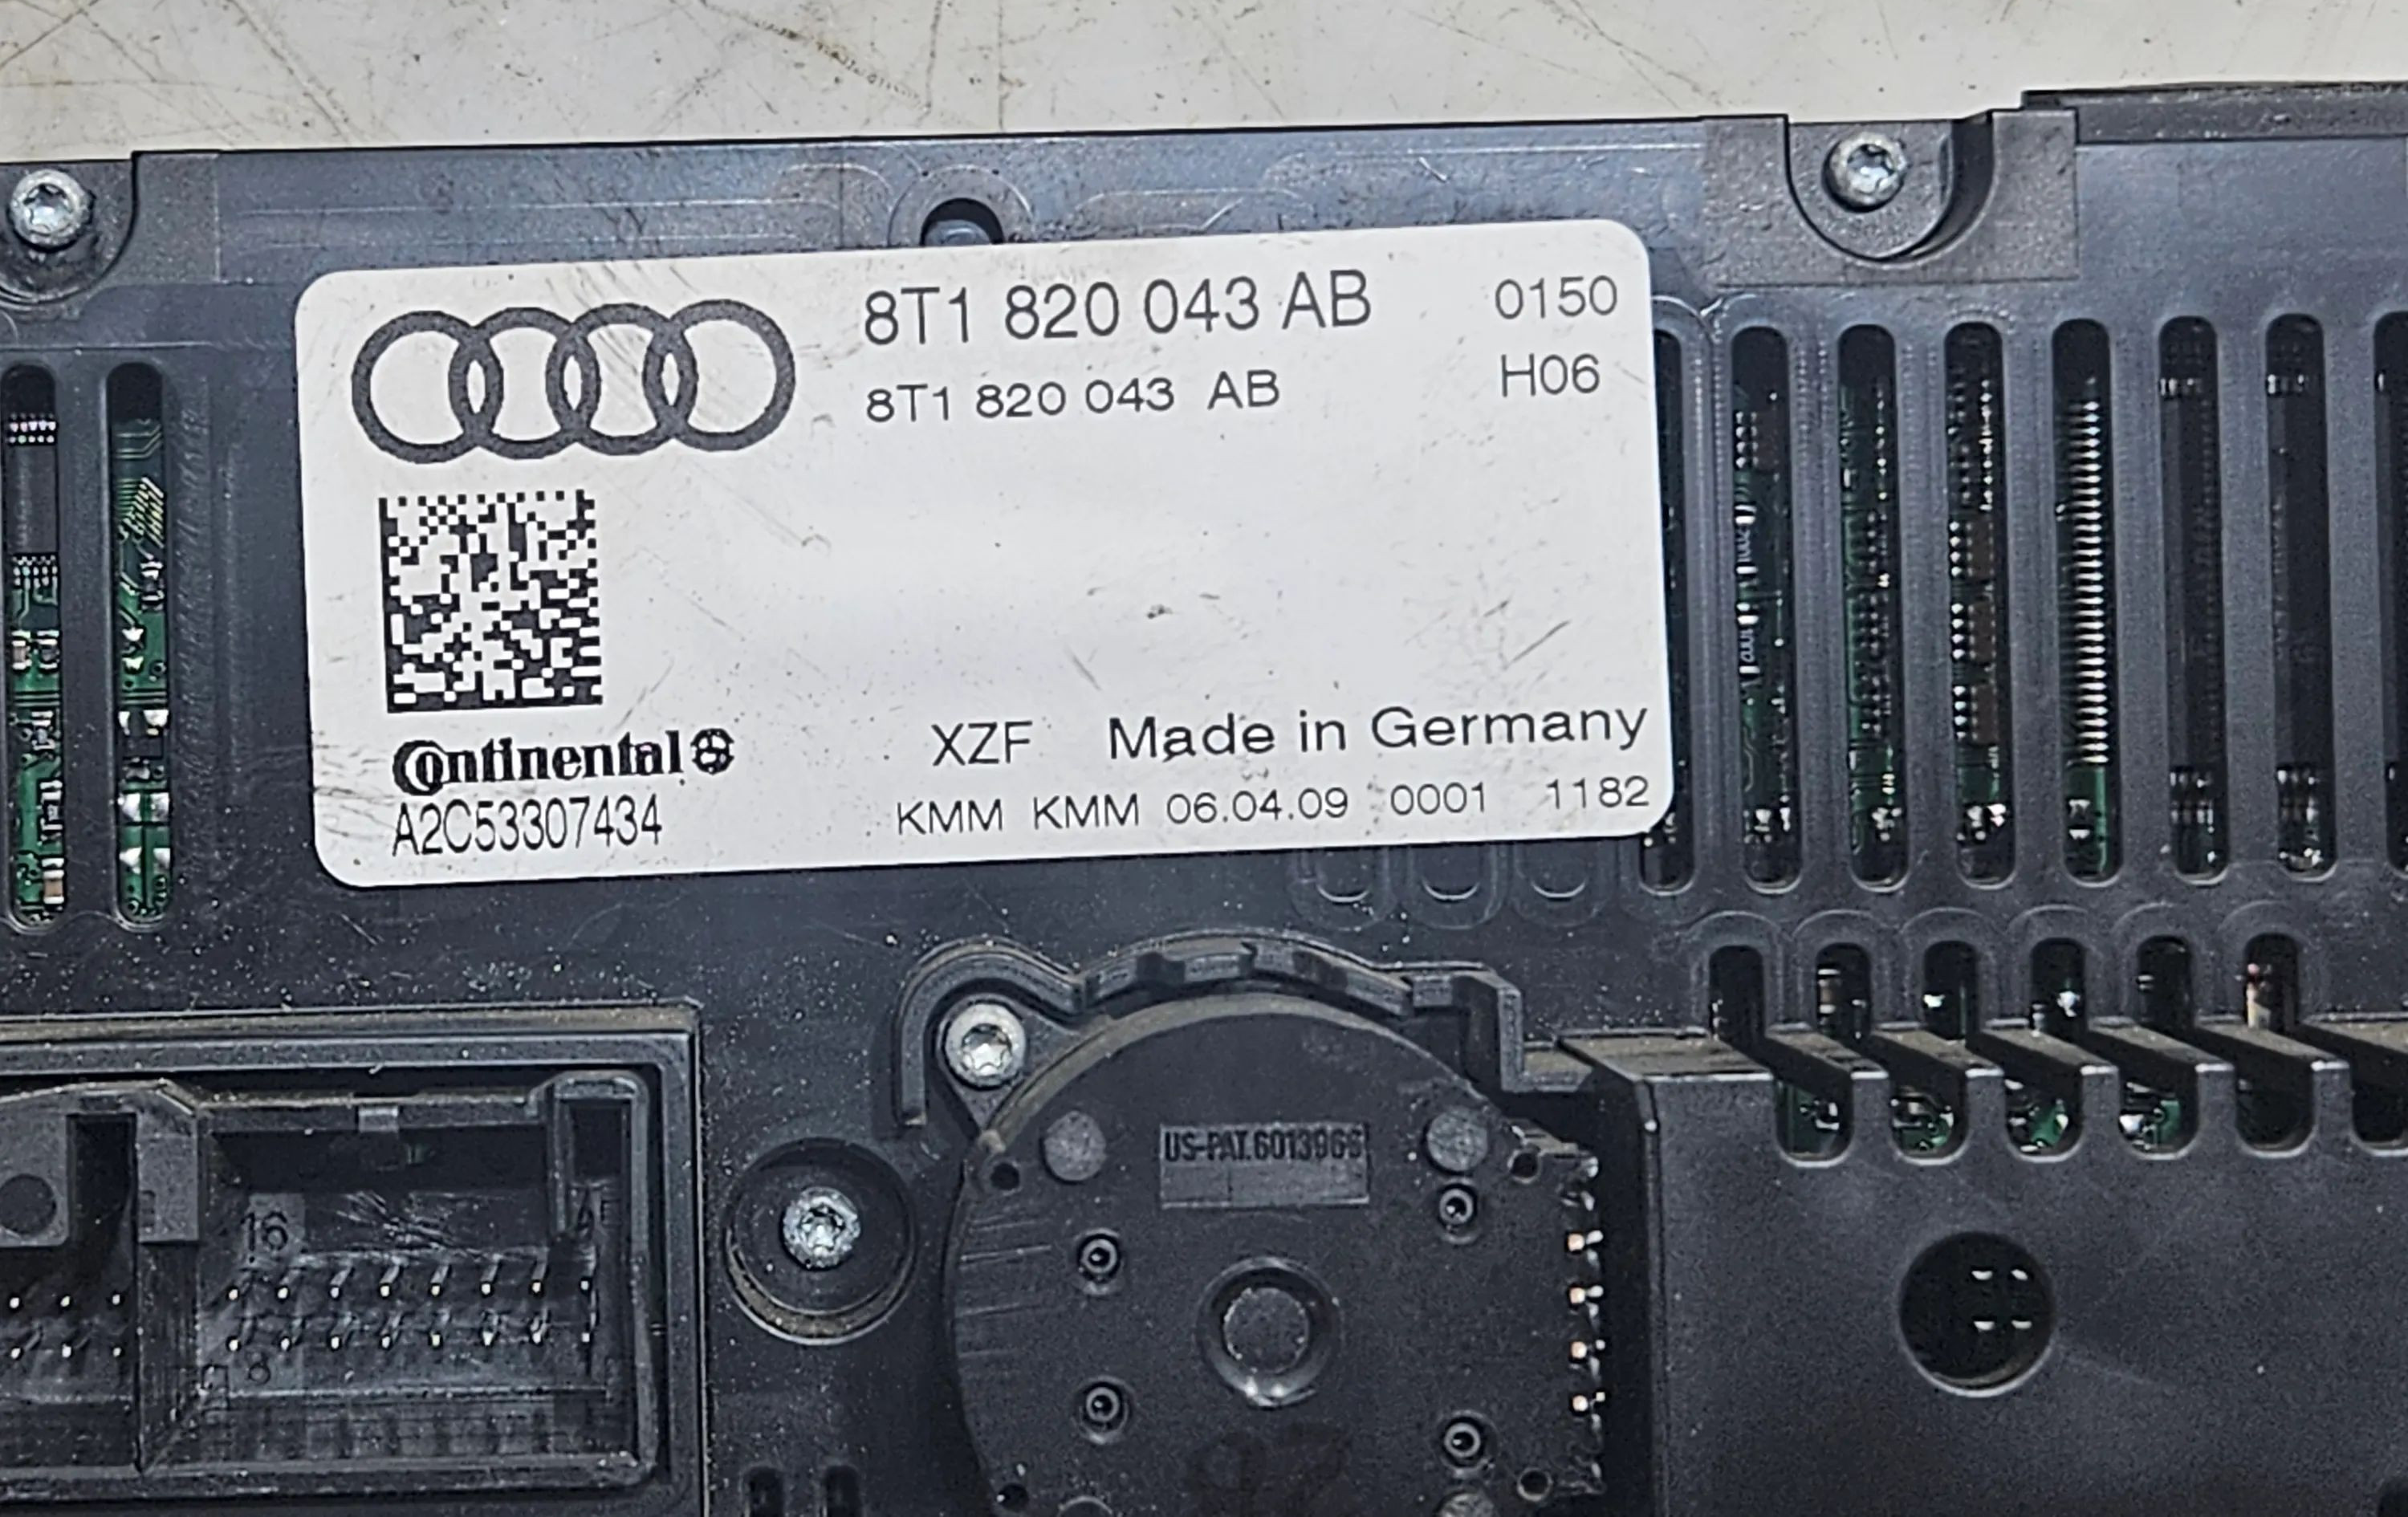 8T1 820 043 AB 0150
8T1 820 043 AB H06
Continental
XZF Made in Germany
A2C53307434
KMM KMM 06.04.09 0001 1182
US-PAT.6013966
16
8